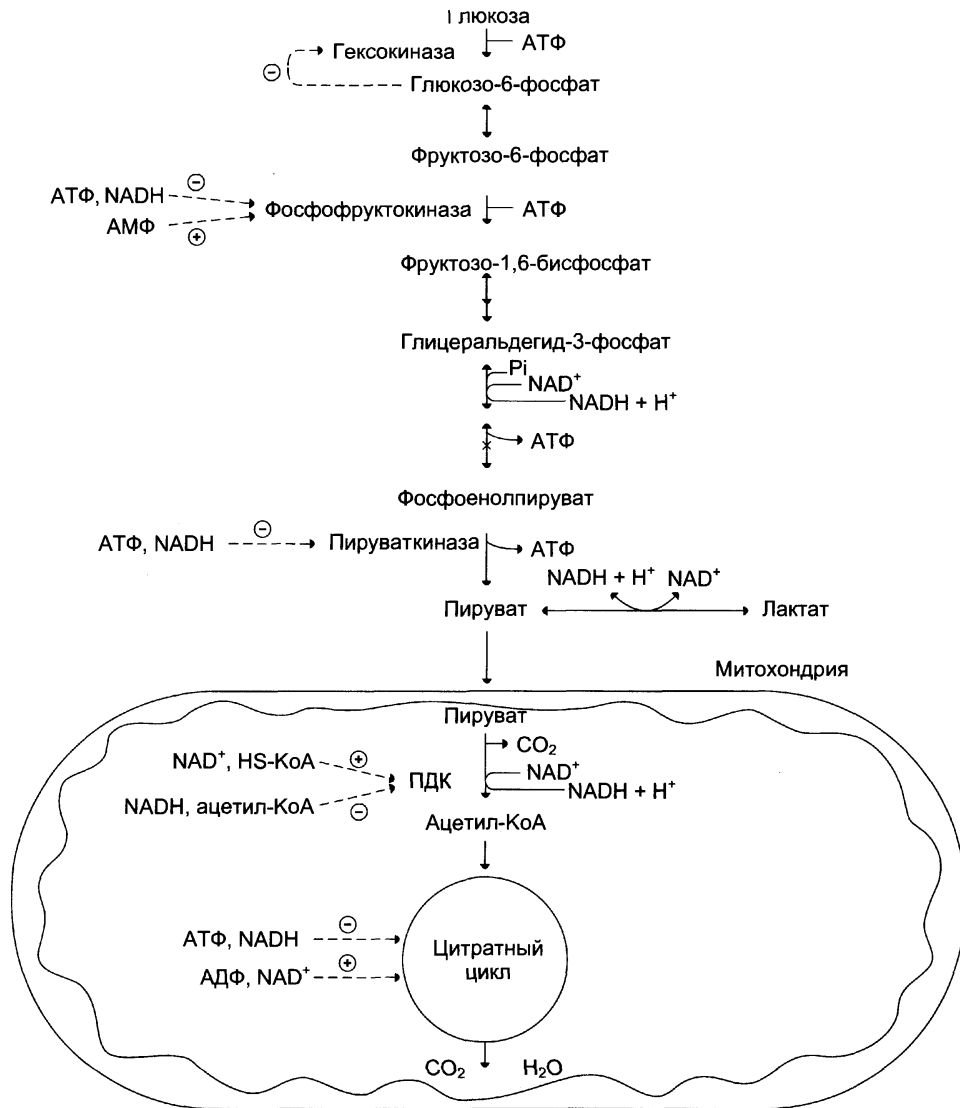 Глюкоза
АТФ
Гексокиназа
⊖
Глюкозо-6-фосфат
Фруктозо-6-фосфат
⊖
АТФ, NADH
Фосфофруктокиназа
АТФ
АМФ
⊕
Фруктозо-1,6-бисфосфат
Глицеральдегид-3-фосфат
Pi
NAD⁺
NADH + H⁺
АТФ
Фосфоенолпируват
⊖
АТФ, NADH
Пируваткиназа
АТФ
NADH + H⁺ NAD⁺
Пируват
Лактат
Митохондрия
Пируват
CO₂
NAD⁺, HS-KoA
⊕
ПДК
NAD⁺
NADH + H⁺
NADH, ацетил-KoA
⊖
Ацетил-KoA
⊖
АТФ, NADH
⊕
АДФ, NAD⁺
Цитратный
цикл
CO₂ H₂O